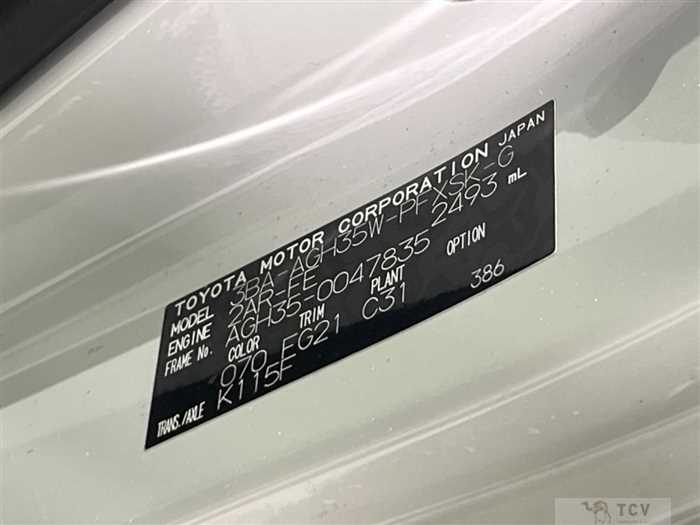 TOYOTA MOTOR CORPORATION JAPAN
MODEL 3BA-AGH35W-PFXSK-G
ENGINE 2AR-FE 2493 mL
FRAME No. AGH35-0047835
COLOR TRIM PLANT OPTION
070 FG21 C31 386
TRANS./AXLE K115F
TCV